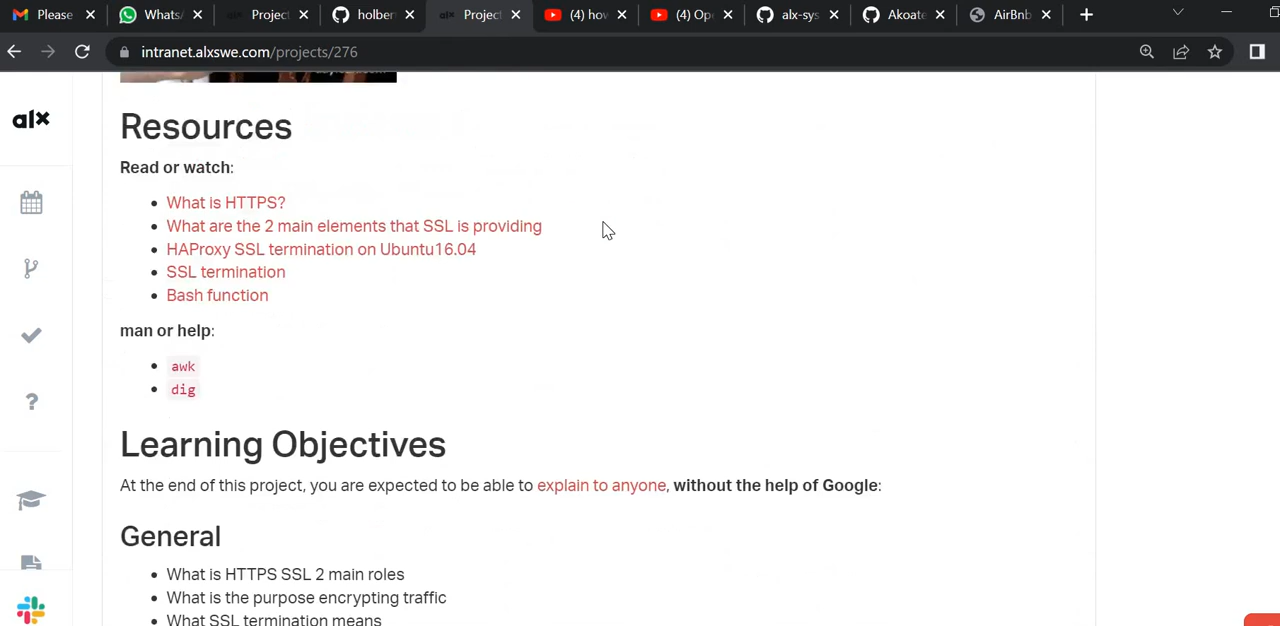 Please
Whats
Project
holber
Project
(4) how
(4) Ope
alx-sys
Akoate
AirBnb
intranet.alxswe.com/projects/276
alx
Resources
Read or watch:
What is HTTPS?
What are the 2 main elements that SSL is providing
HAProxy SSL termination on Ubuntu16.04
SSL termination
Bash function
man or help:
awk
dig
Learning Objectives
At the end of this project, you are expected to be able to explain to anyone, without the help of Google:
General
What is HTTPS SSL 2 main roles
What is the purpose encrypting traffic
What SSL termination means